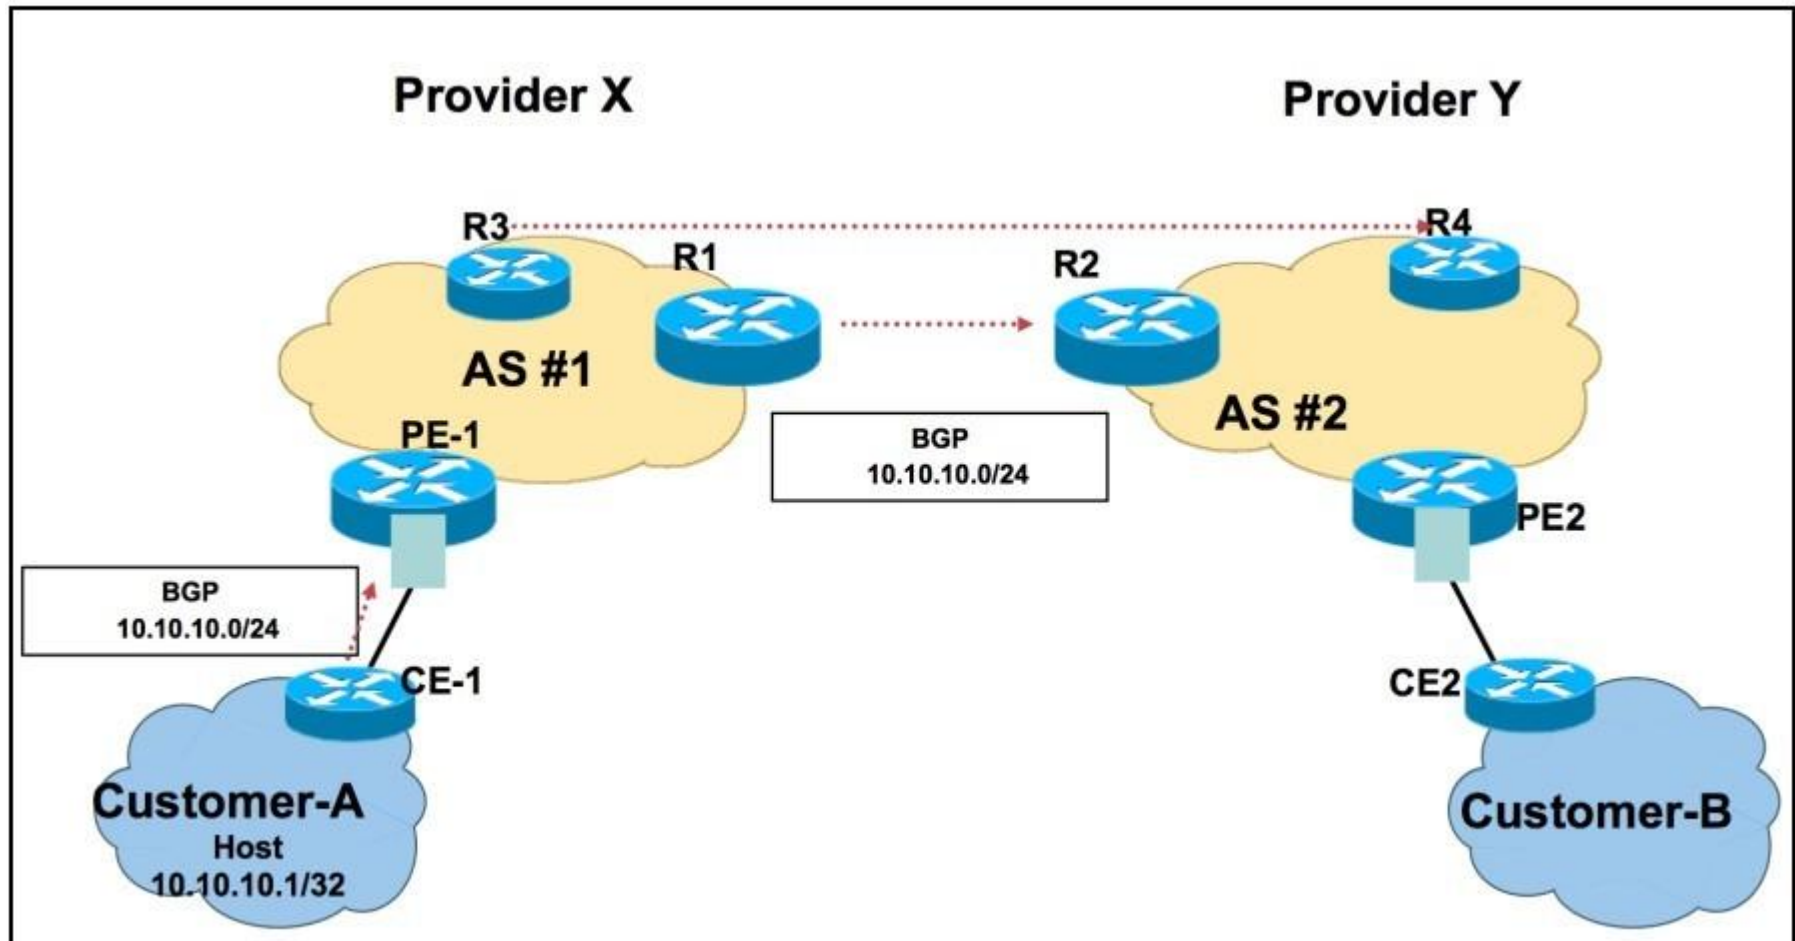 Provider X
Provider Y
R3
R4
R1
R2
AS #1
AS #2
PE-1
BGP
10.10.10.0/24
PE2
BGP
10.10.10.0/24
CE-1
CE2
Customer-A
Host
10.10.10.1/32
Customer-B